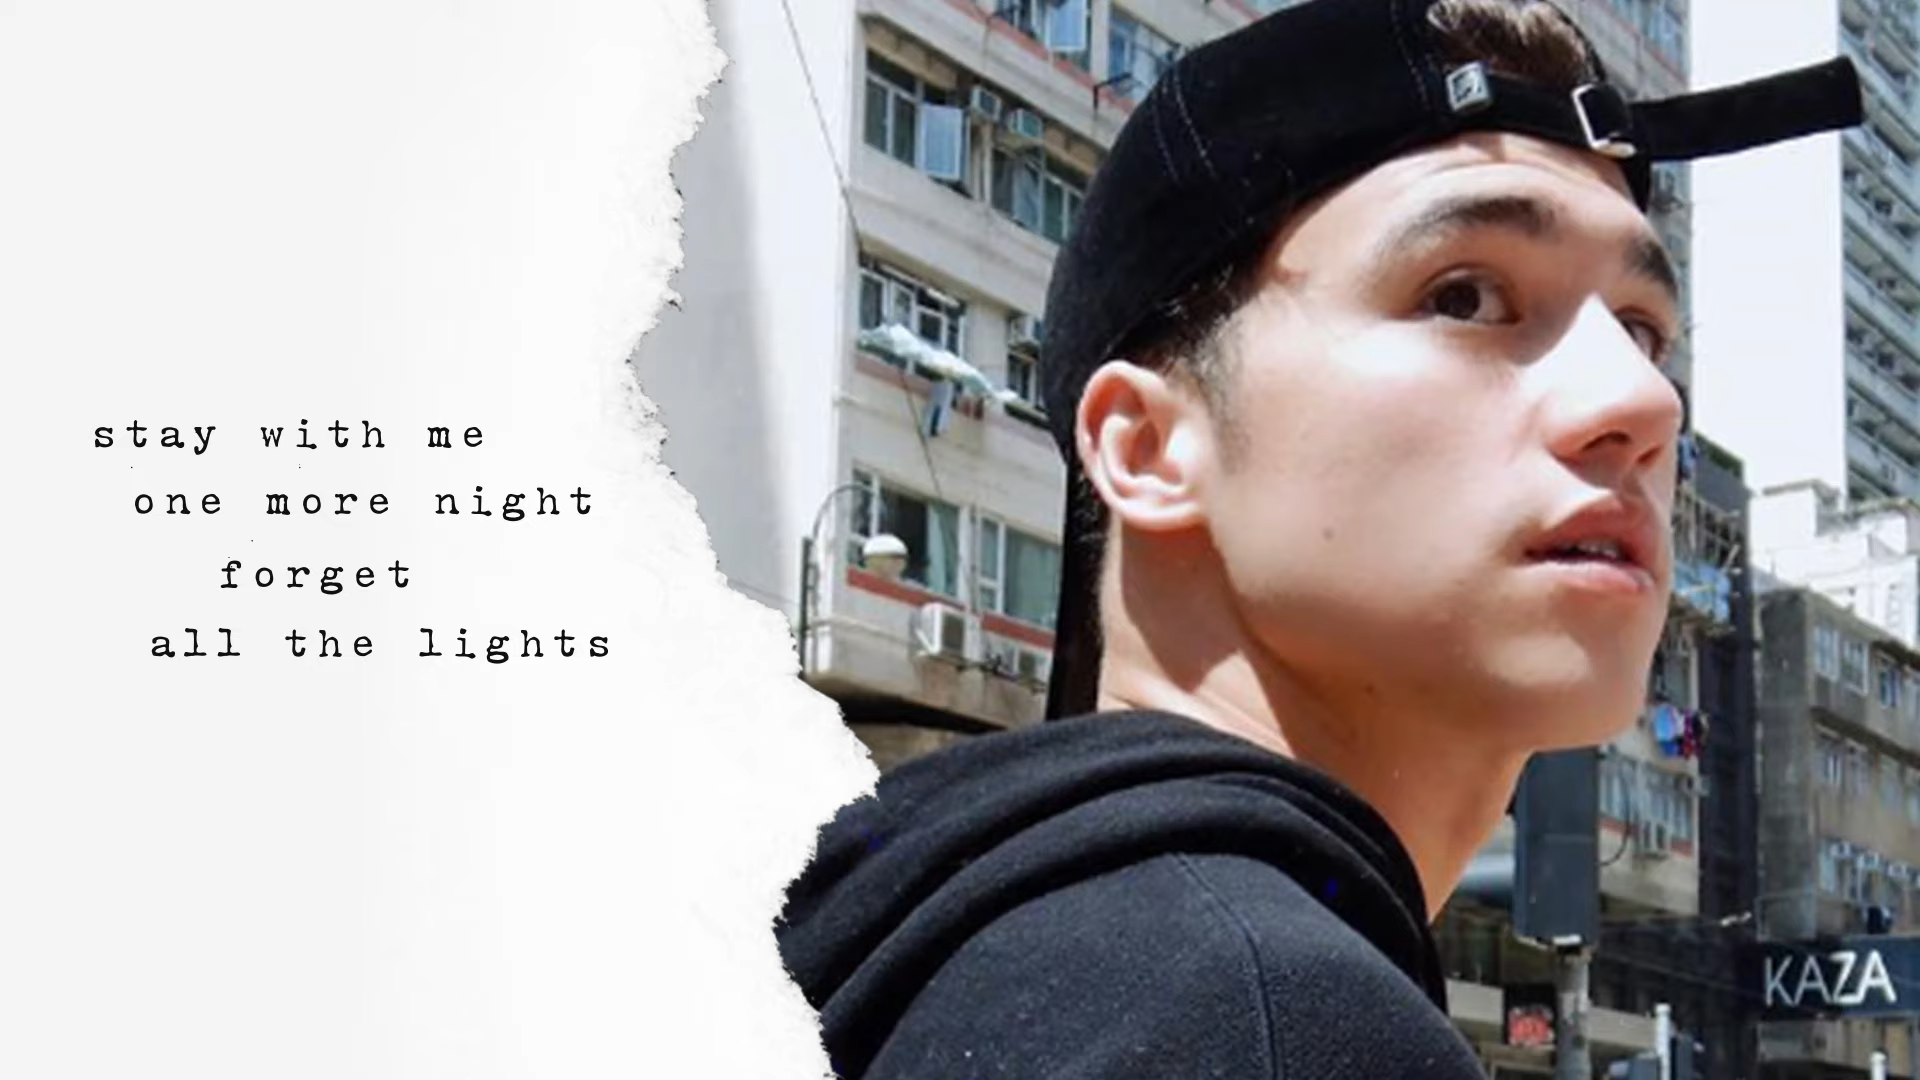 stay with me
one more night
forget
all the lights
KAZA